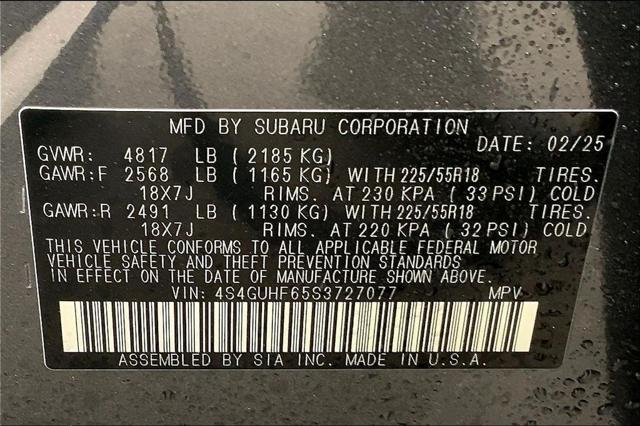 MFD BY SUBARU CORPORATION
DATE: 02/25
GVWR: 4817 LB ( 2185 KG)
GAWR:F 2568 LB ( 1165 KG) WITH 225/55R18 TIRES.
18X7J RIMS. AT 230 KPA ( 33 PSI) COLD
GAWR:R 2491 LB ( 1130 KG) WITH 225/55R18 TIRES.
18X7J RIMS. AT 220 KPA ( 32 PSI) COLD
THIS VEHICLE CONFORMS TO ALL APPLICABLE FEDERAL MOTOR
VEHICLE SAFETY AND THEFT PREVENTION STANDARDS
IN EFFECT ON THE DATE OF MANUFACTURE SHOWN ABOVE.
VIN: 4S4GUHF65S3727077 MPV
ASSEMBLED BY SIA INC. MADE IN U.S.A.